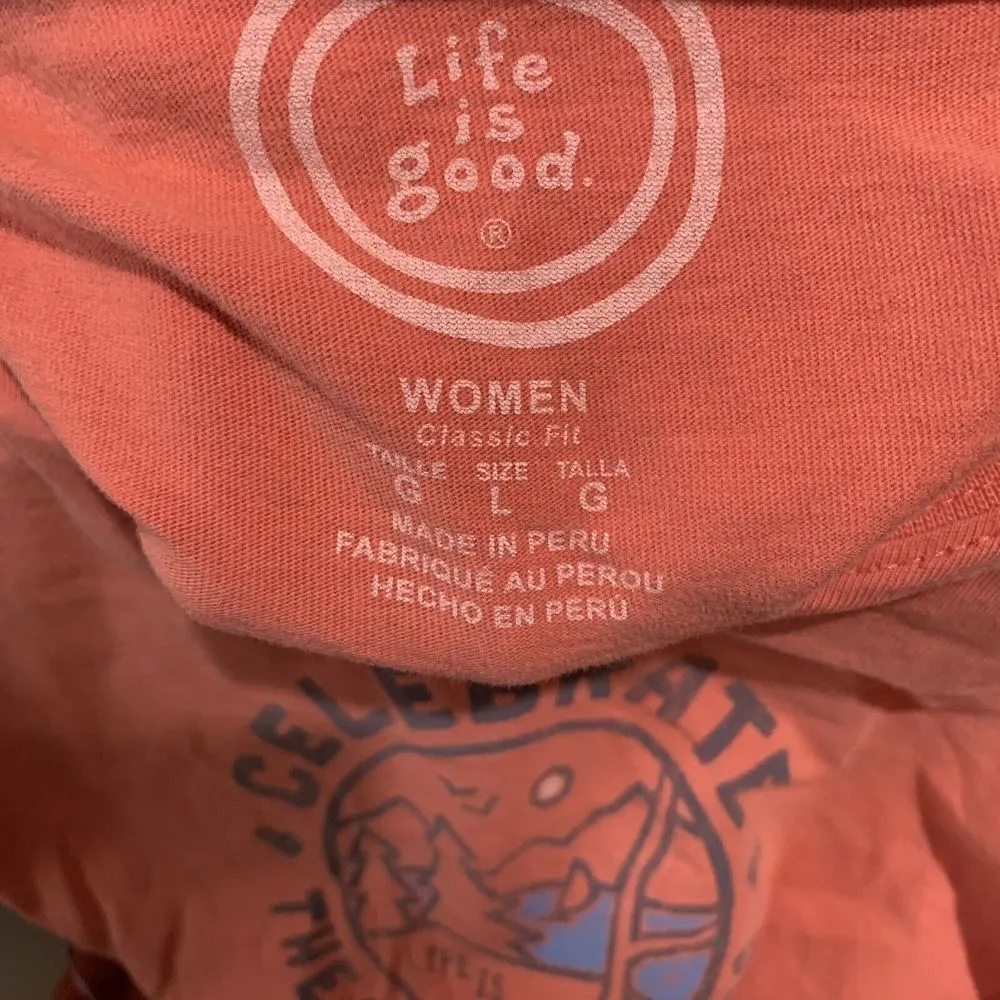 Life
is
good.
®
WOMEN
Classic Fit
TAILLE SIZE TALLA
G L G
MADE IN PERU
FABRIQUÉ AU PEROU
HECHO EN PERÚ
CELEBRATE
THE